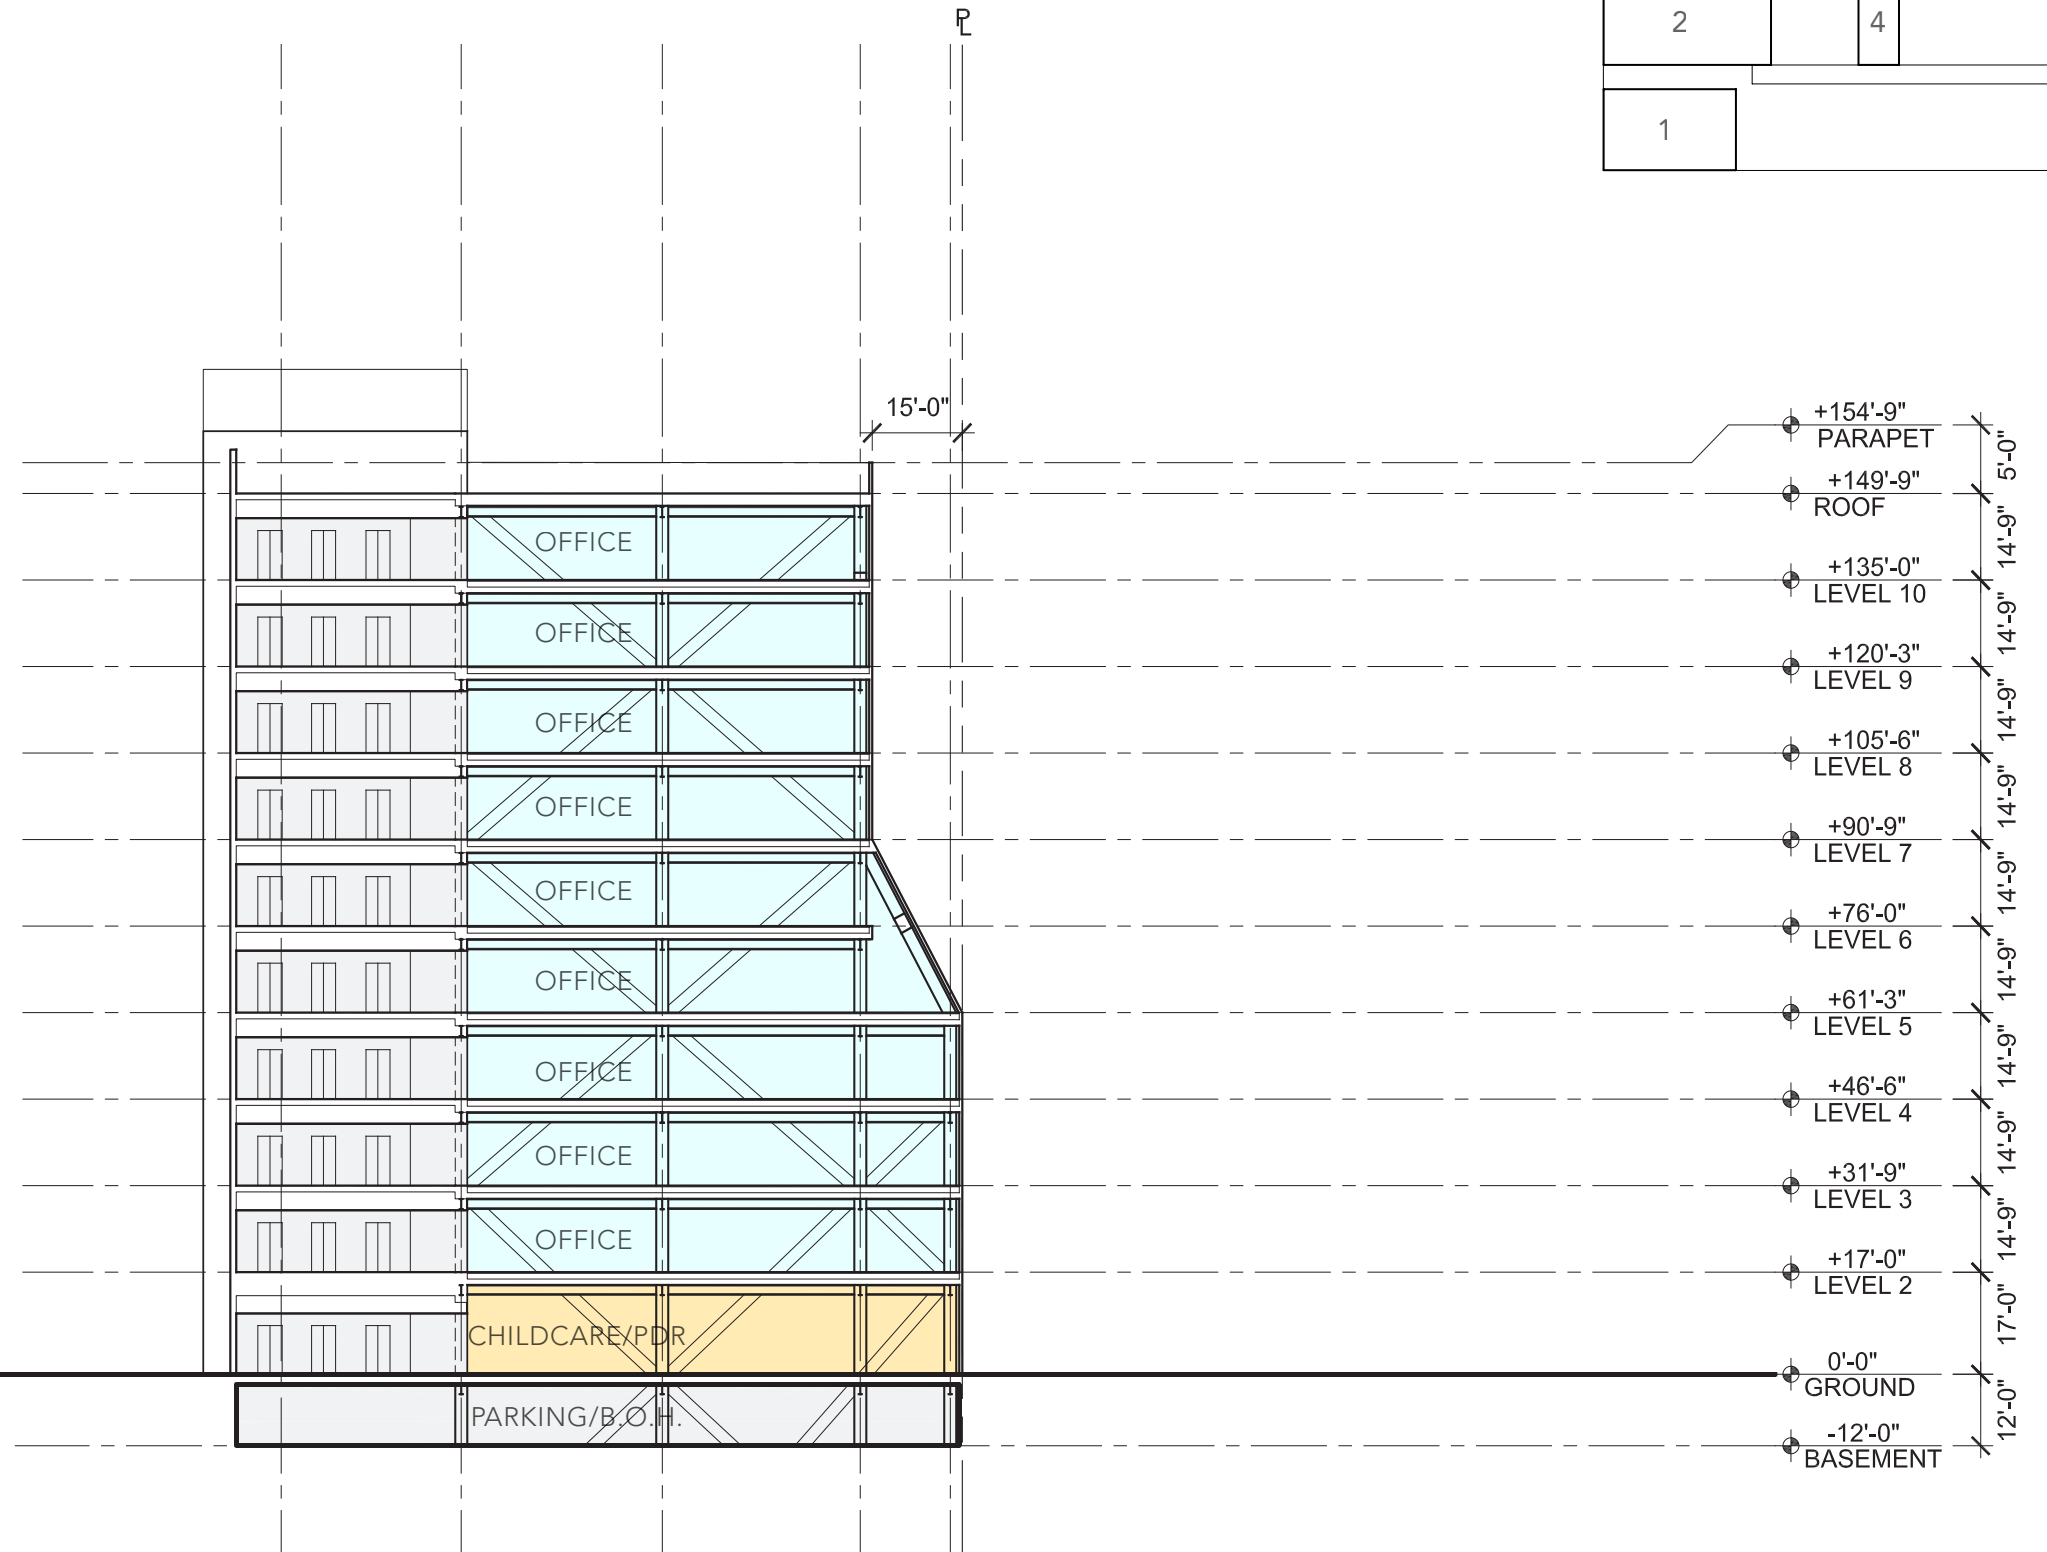 PL
2
4
1
15'-0"
+154'-9"
PARAPET
5'-0"
+149'-9"
ROOF
14'-9"
OFFICE
+135'-0"
LEVEL 10
14'-9"
OFFICE
+120'-3"
LEVEL 9
14'-9"
OFFICE
+105'-6"
LEVEL 8
14'-9"
OFFICE
+90'-9"
LEVEL 7
14'-9"
OFFICE
+76'-0"
LEVEL 6
14'-9"
OFFICE
+61'-3"
LEVEL 5
14'-9"
OFFICE
+46'-6"
LEVEL 4
14'-9"
OFFICE
+31'-9"
LEVEL 3
14'-9"
OFFICE
+17'-0"
LEVEL 2
17'-0"
CHILDCARE/PDR
0'-0"
GROUND
12'-0"
PARKING/B.O.H.
-12'-0"
BASEMENT